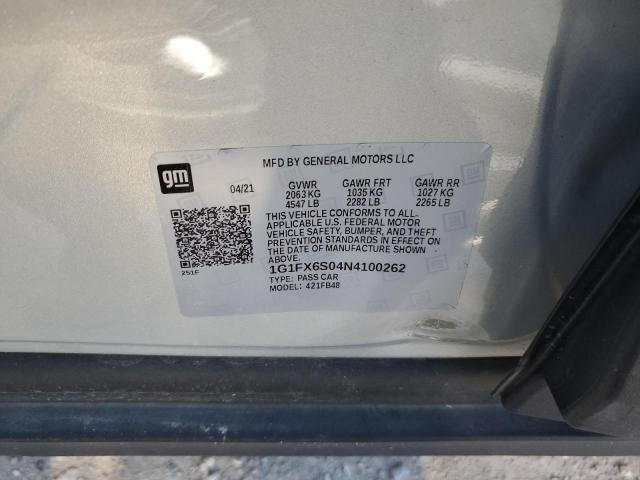 gm
MFD BY GENERAL MOTORS LLC
04/21 GVWR GAWR FRT GAWR RR
2063 KG 1035 KG 1027 KG
4547 LB 2282 LB 2265 LB
THIS VEHICLE CONFORMS TO ALL
APPLICABLE U.S. FEDERAL MOTOR
VEHICLE SAFETY, BUMPER, AND THEFT
PREVENTION STANDARDS IN EFFECT ON
THE DATE OF MANUFACTURE SHOWN
ABOVE.
251F
1G1FX6S04N4100262
TYPE: PASS CAR
MODEL: 421FB48